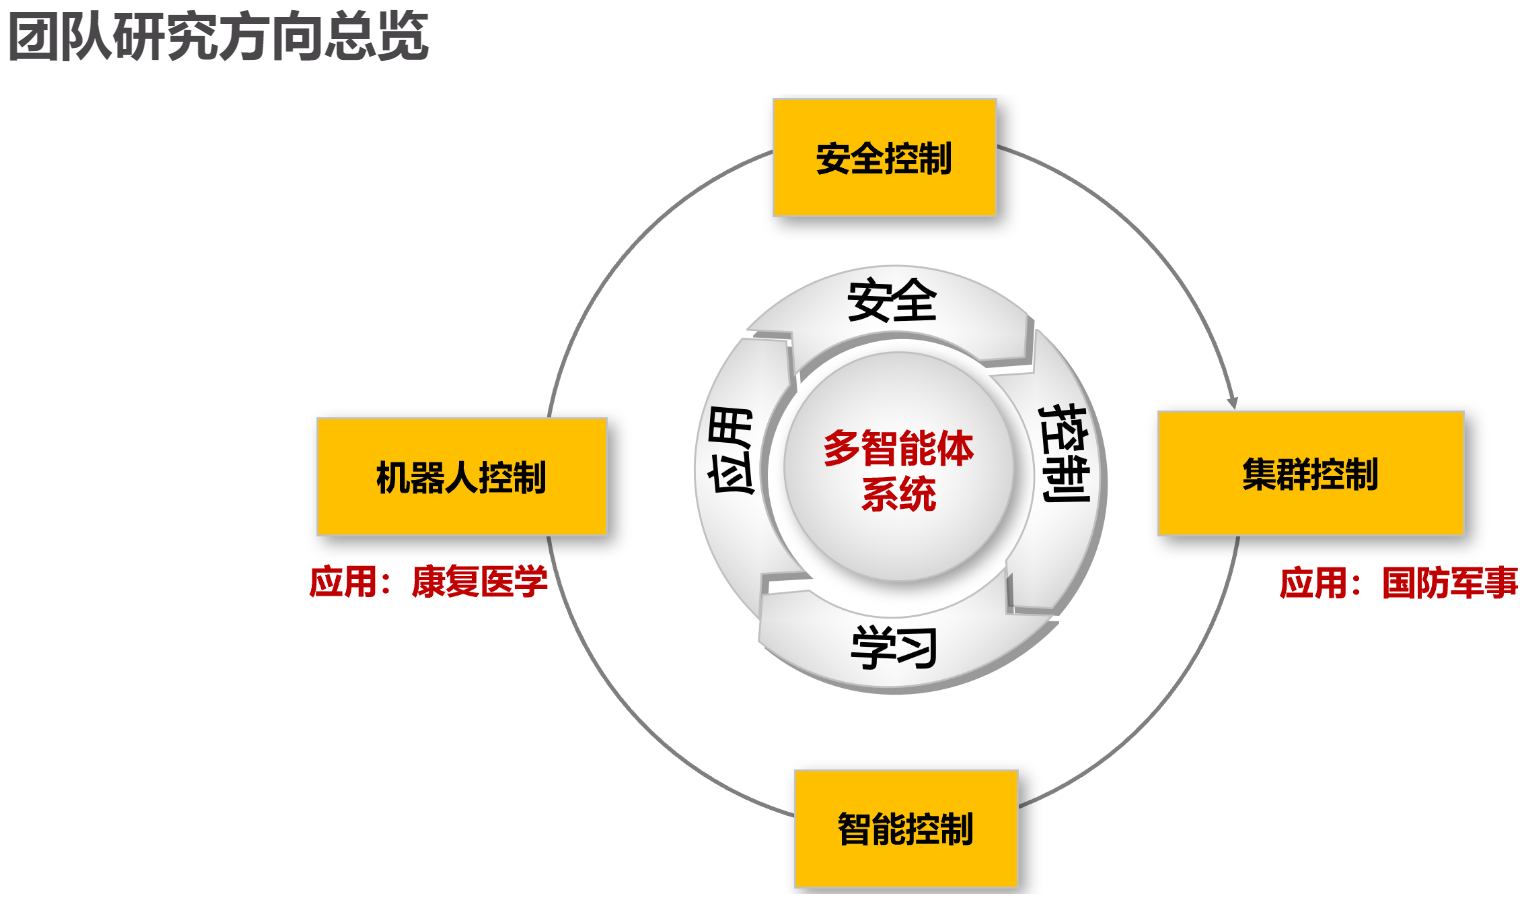 团队研究方向总览
安全控制
安全
应用
控制
多智能体
系统
机器人控制
集群控制
应用：康复医学
应用：国防军事
学习
智能控制